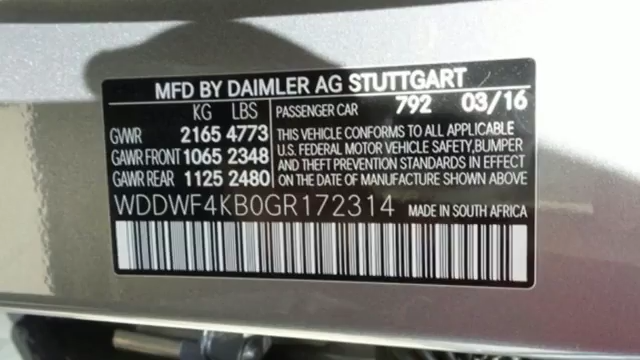 MFD BY DAIMLER AG STUTTGART
KG LBS PASSENGER CAR 792 03/16
GVWR 2165 4773 THIS VEHICLE CONFORMS TO ALL APPLICABLE
GAWR FRONT 1065 2348 U.S. FEDERAL MOTOR VEHICLE SAFETY, BUMPER
GAWR REAR 1125 2480 AND THEFT PREVENTION STANDARDS IN EFFECT
ON THE DATE OF MANUFACTURE SHOWN ABOVE
WDDWF4KB0GR172314 MADE IN SOUTH AFRICA